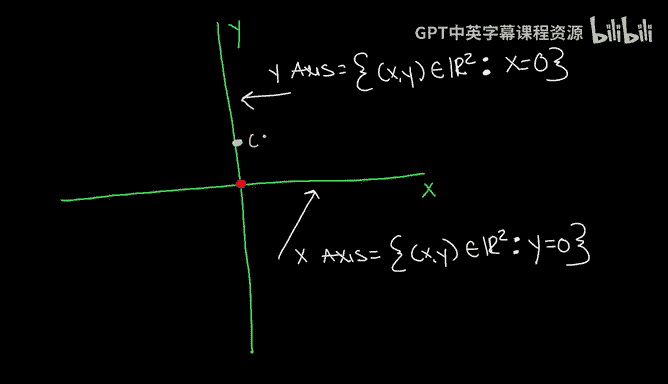 GPT中英字幕课程资源 bilibili
Y
Y AXIS = {(X,Y) ∈ ℝ²: X=0}
C
X
X AXIS = {(X,Y) ∈ ℝ²: Y=0}